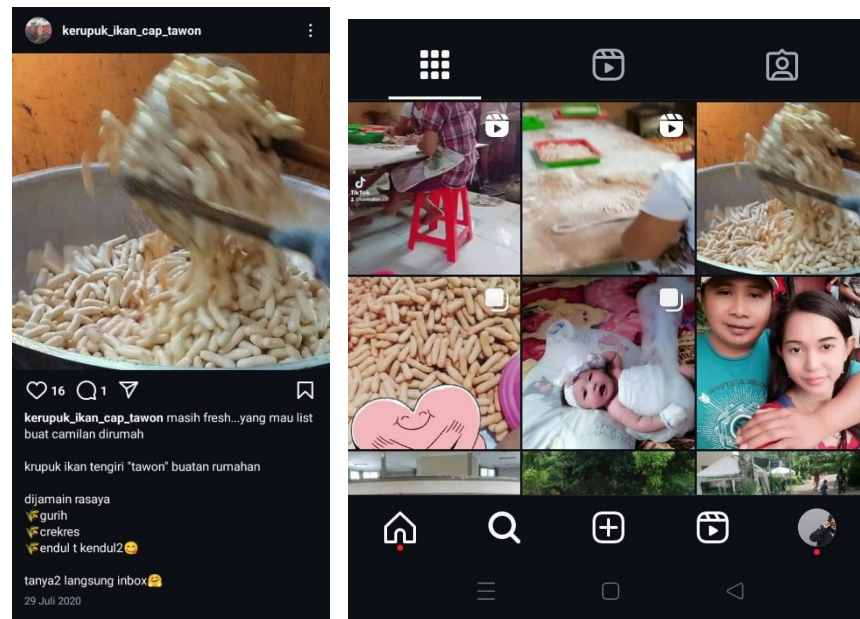 kerupuk_ikan_cap_tawon
16
1
kerupuk_ikan_cap_tawon masih fresh...yang mau list
buat camilan dirumah
krupuk ikan tengiri "tawon" buatan rumahan
dijamain rasaya
🌾gurih
🌾crekres
🌾endul t kendul2😋
tanya2 langsung inbox🤗
29 Juli 2020
TikTok